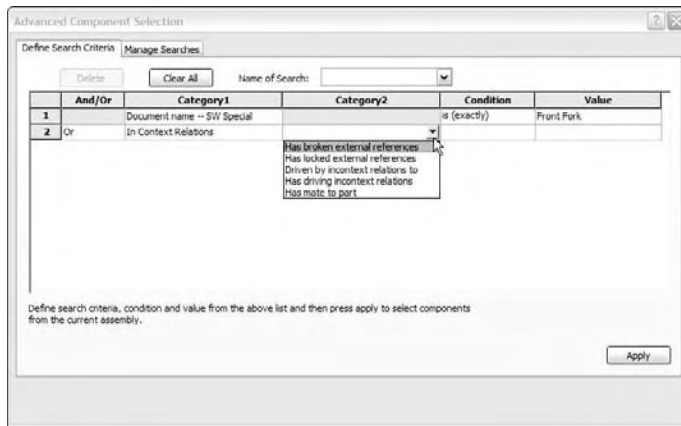 Advanced Component Selection
Define Search Criteria Manage Searches
Delete Clear All Name of Search:
And/Or Category1 Category2 Condition Value
1 Document name -- SW Special is (exactly) Front Fork
2 Or In Context Relations
Has broken external references
Has locked external references
Driven by incontext relations to
Has driving incontext relations
Has mate to part
Define search criteria, condition and value from the above list and then press apply to select components
from the current assembly.
Apply